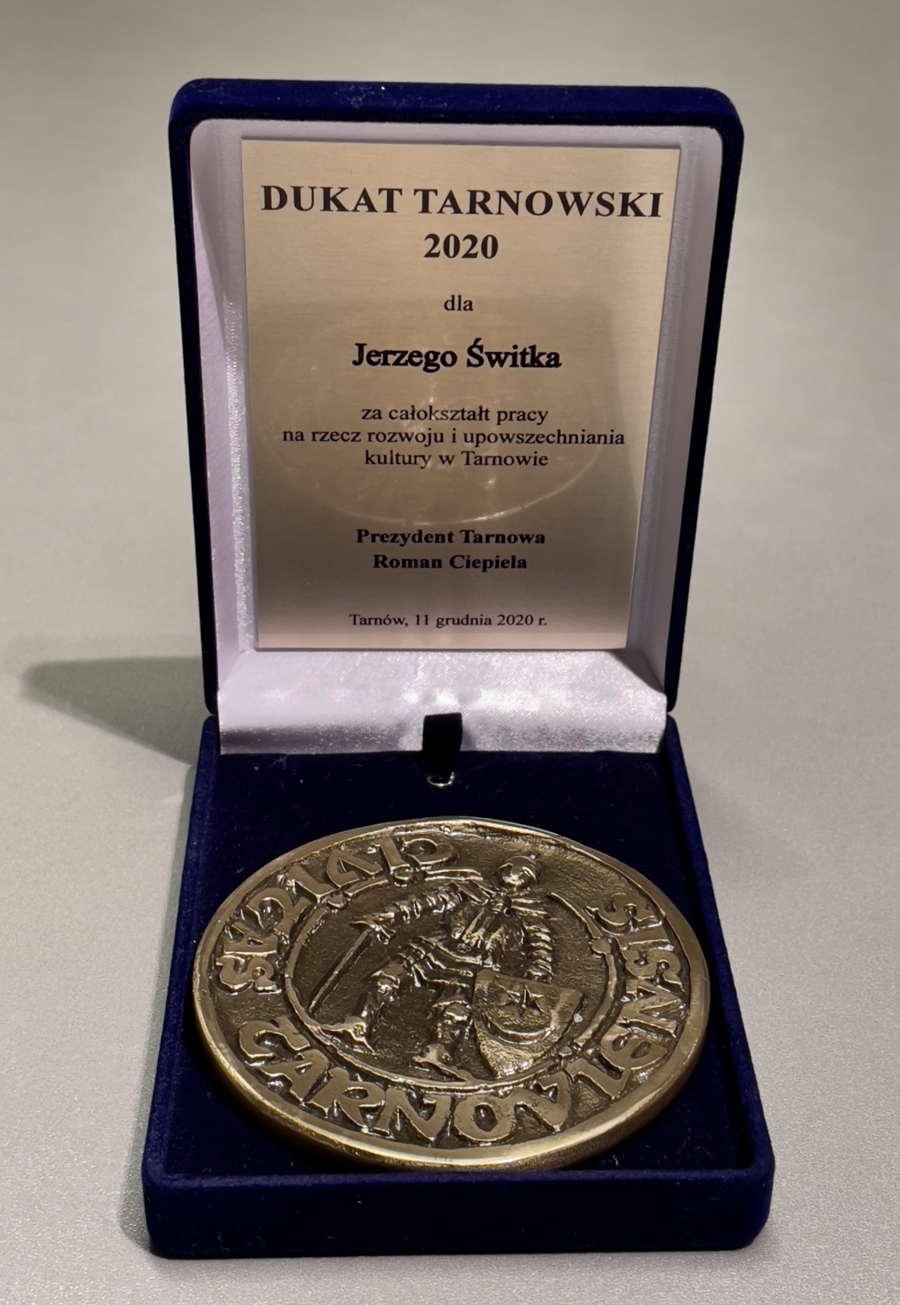 DUKAT TARNOWSKI
2020
dla
Jerzego Świtka
za całokształt pracy
na rzecz rozwoju i upowszechniania
kultury w Tarnowie
Prezydent Tarnowa
Roman Ciepiela
Tarnów, 11 grudnia 2020 r.
CIVITAS
TARNOVIENSIS